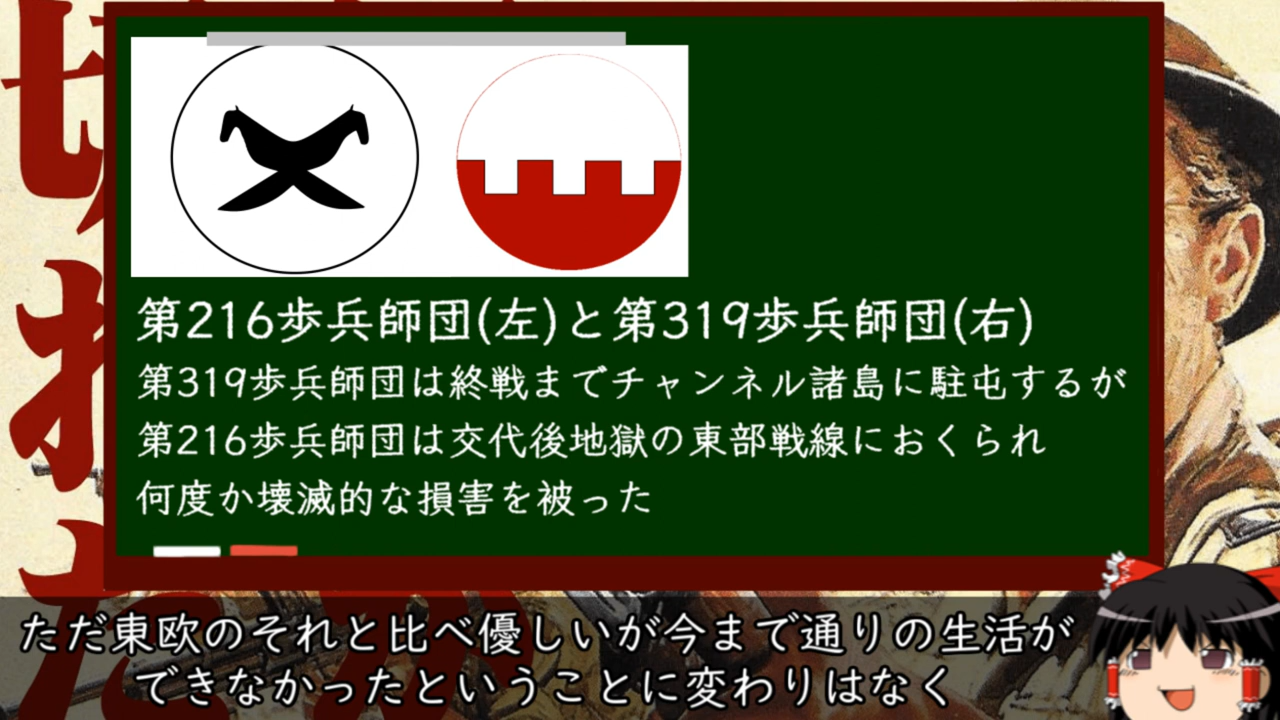 切れた
第216歩兵師団(左)と第319歩兵師団(右)
第319歩兵師団は終戦までチャンネル諸島に駐屯するが
第216歩兵師団は交代後地獄の東部戦線におくられ
何度か壊滅的な損害を被った
ただ東欧のそれと比べ優しいが今まで通りの生活が
できなかったということに変わりはなく